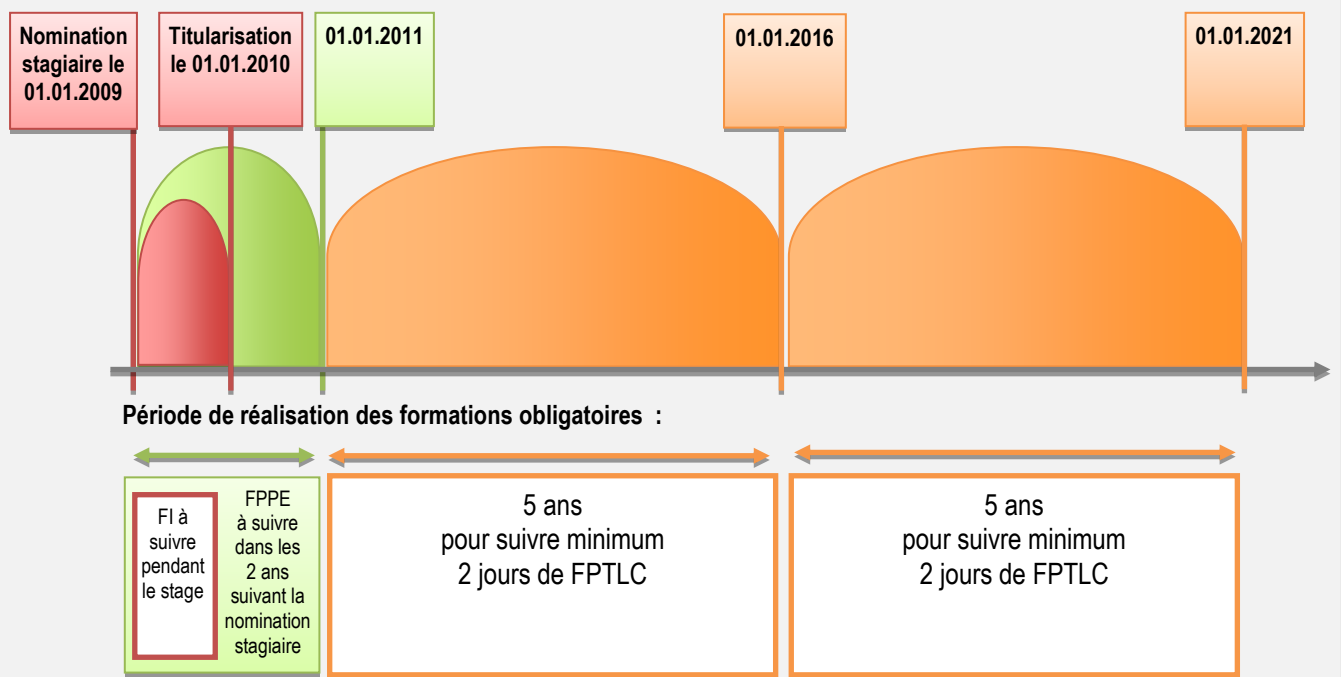 Nomination
stagiaire le
01.01.2009
Titularisation
le 01.01.2010
01.01.2011
01.01.2016
01.01.2021
Période de réalisation des formations obligatoires :
FI à
suivre
pendant
le stage
FPPE
à suivre
dans les
2 ans
suivant la
nomination
stagiaire
5 ans
pour suivre minimum
2 jours de FPTLC
5 ans
pour suivre minimum
2 jours de FPTLC